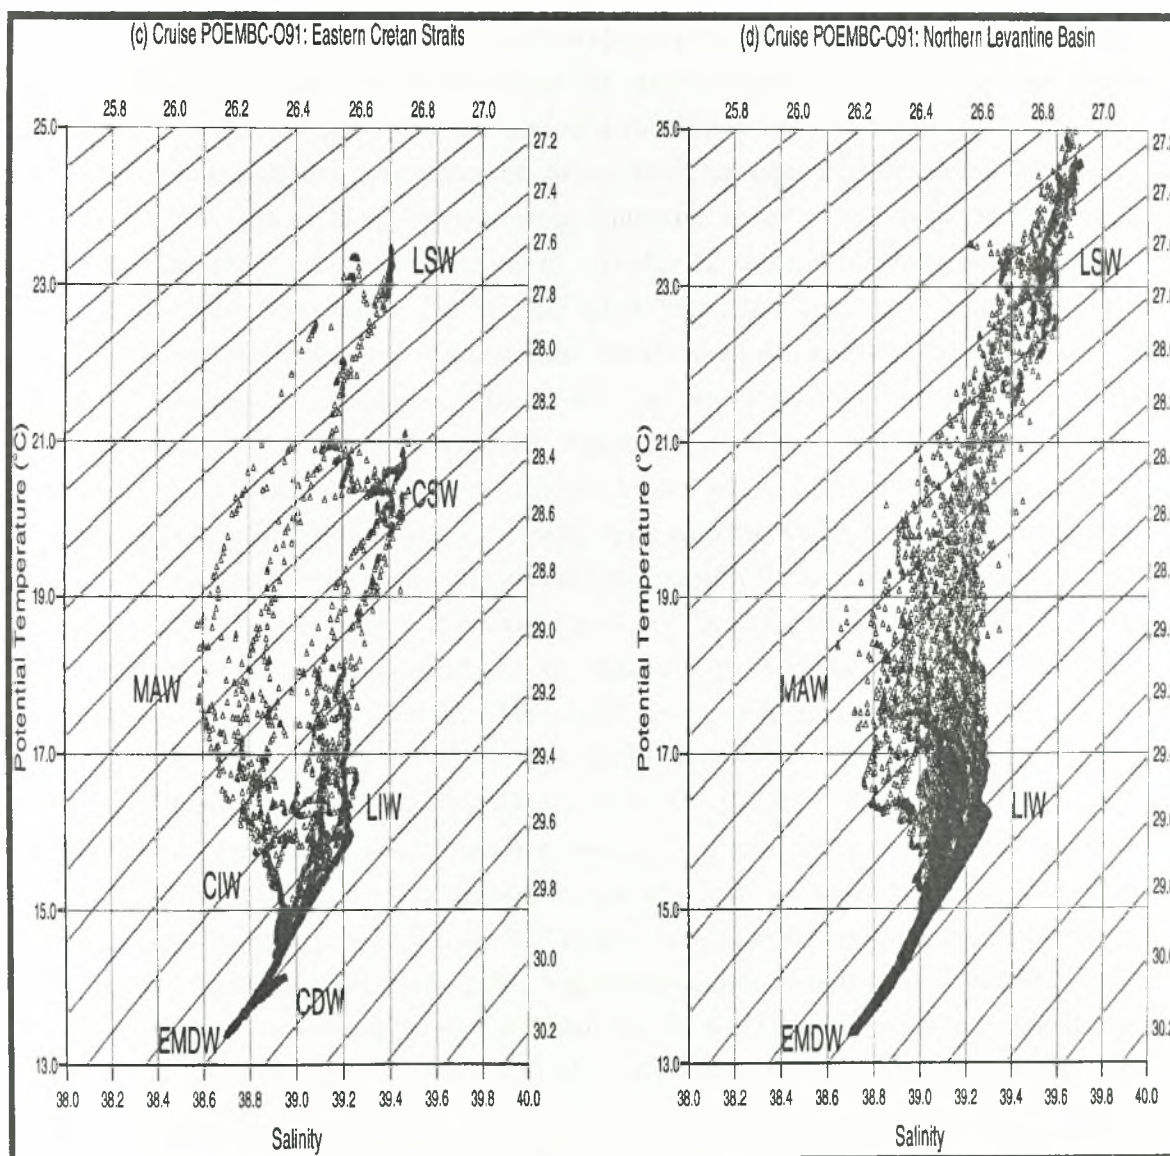 (c) Cruise POEMBC-O91: Eastern Cretan Straits
25.8 26.0 26.2 26.4 26.6 26.8 27.0
25.0
23.0
21.0
19.0
17.0
15.0
13.0
Potential Temperature (°C)
27.2
27.4
27.6
27.8
28.0
28.2
28.4
28.6
28.8
29.0
29.2
29.4
29.6
29.8
30.0
30.2
LSW
CSW
MAW
LIW
CIW
CDW
EMDW
38.0 38.2 38.4 38.6 38.8 39.0 39.2 39.4 39.6 39.8 40.0
Salinity
(d) Cruise POEMBC-O91: Northern Levantine Basin
25.8 26.0 26.2 26.4 26.6 26.8 27.0
25.0
23.0
21.0
19.0
17.0
15.0
13.0
Potential Temperature (°C)
LSW
MAW
LIW
EMDW
38.0 38.2 38.4 38.6 38.8 39.0 39.2 39.4 39.6 39.8 40.0
Salinity